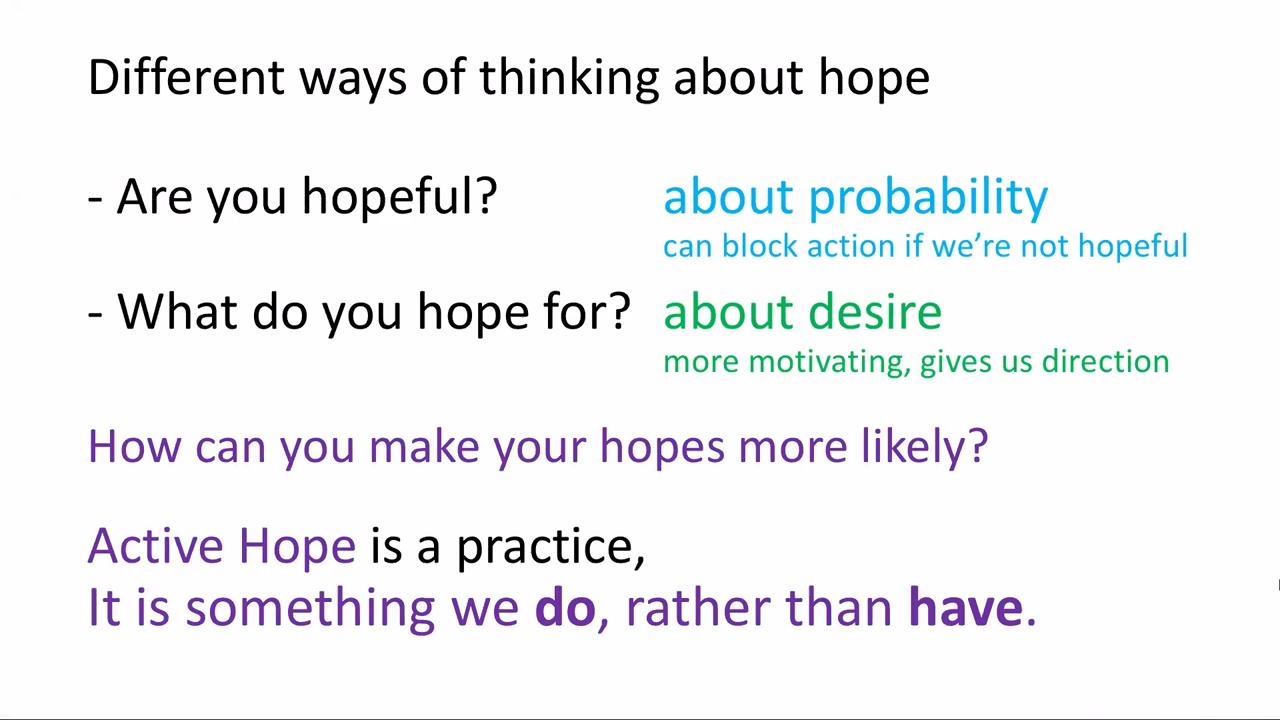 Different ways of thinking about hope
- Are you hopeful? about probability
can block action if we’re not hopeful
- What do you hope for? about desire
more motivating, gives us direction
How can you make your hopes more likely?
Active Hope is a practice,
It is something we do, rather than have.